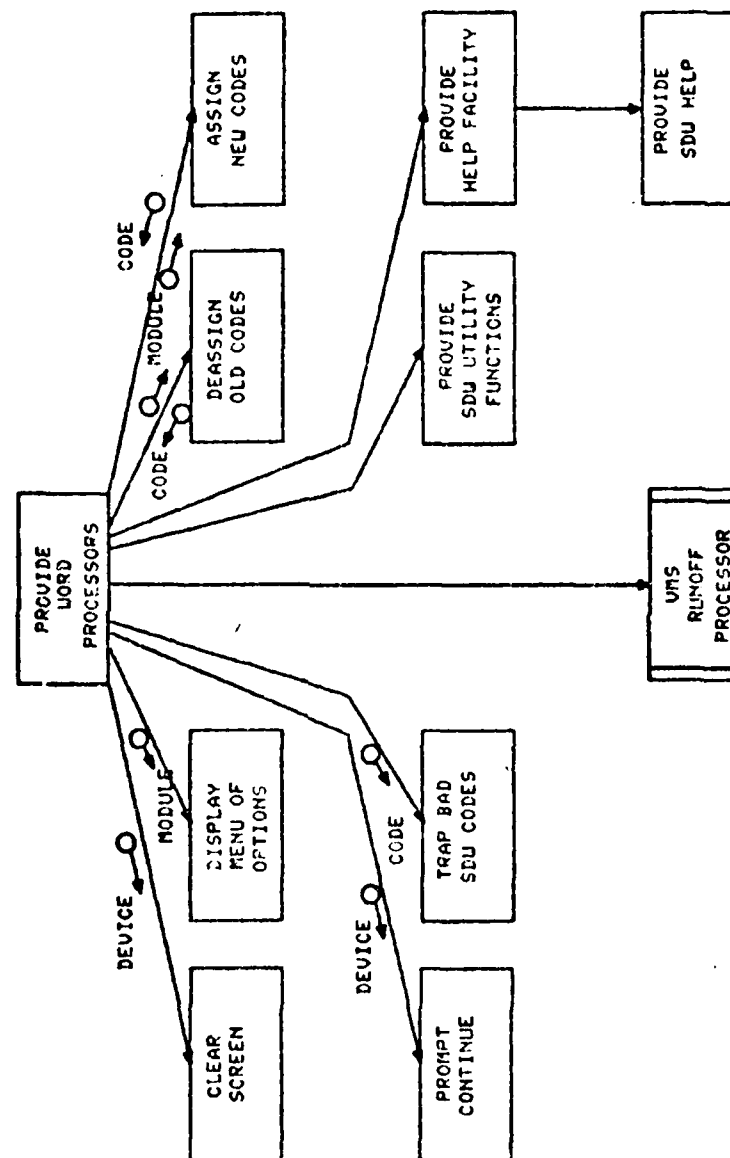 PROVIDE
WORD
PROCESSORS
DEVICE
MODULE
CODE
MODULE
CODE
CLEAR
SCREEN
DISPLAY
MENU OF
OPTIONS
DEASSIGN
OLD CODES
ASSIGN
NEW CODES
DEVICE
CODE
PROMPT
CONTINUE
TRAP BAD
SDW CODES
PROVIDE
SDW UTILITY
FUNCTIONS
PROVIDE
HELP FACILITY
VMS
RUNOFF
PROCESSOR
PROVIDE
SDW HELP